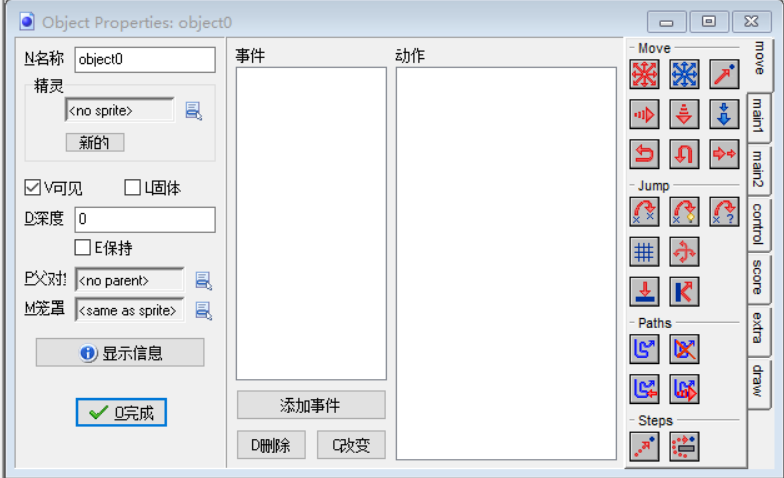 Object Properties: object0
N名称
object0
精灵
<no sprite>
新的
V可见
L固体
D深度
0
E保持
P父对
<no parent>
M笼罩
<same as sprite>
显示信息
O完成
事件
添加事件
D删除
C改变
动作
Move
Jump
Paths
Steps
move
main1
main2
control
score
extra
draw